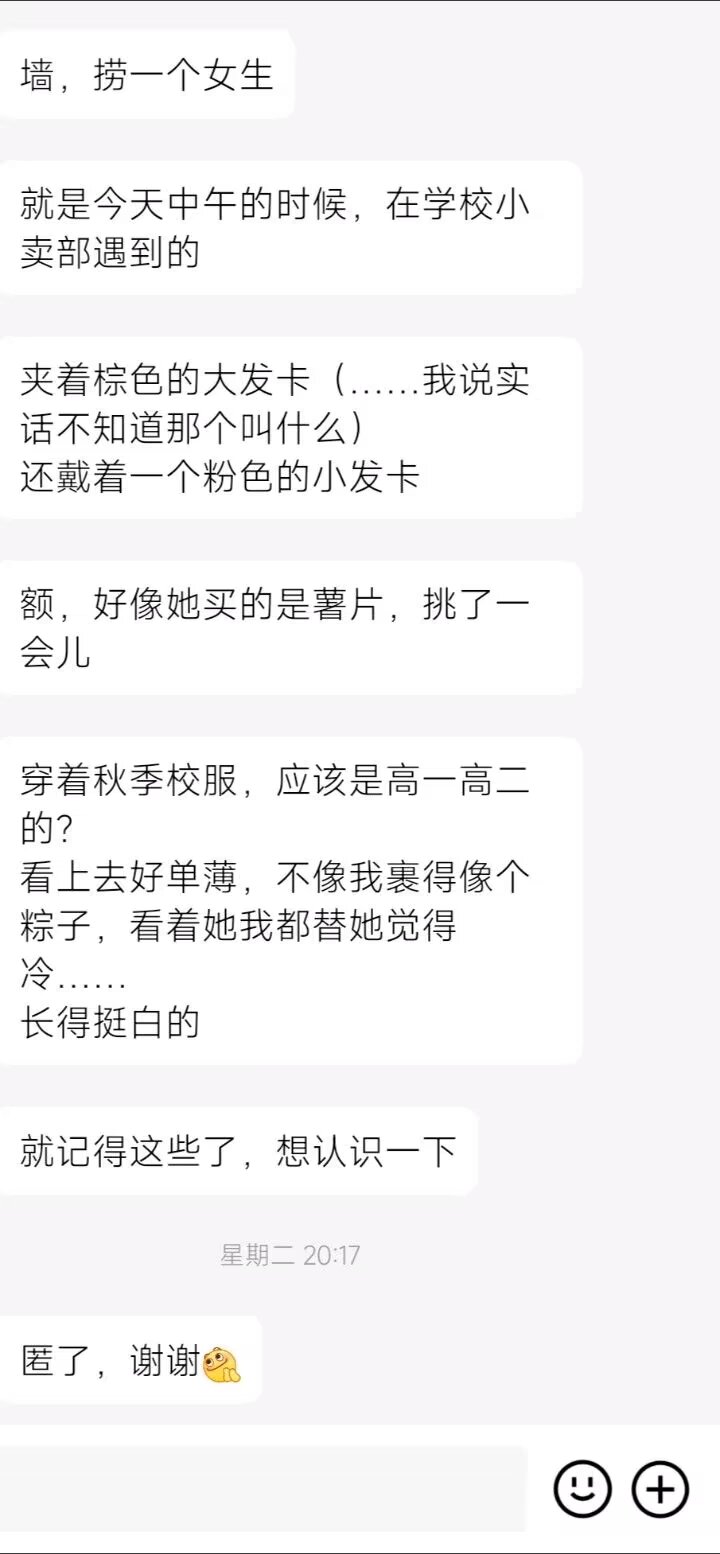 墙，捞一个女生
就是今天中午的时候，在学校小
卖部遇到的
夹着棕色的大发卡（……我说实
话不知道那个叫什么）
还戴着一个粉色的小发卡
额，好像她买的是薯片，挑了一
会儿
穿着秋季校服，应该是高一高二
的？
看上去好单薄，不像我裹得像个
粽子，看着她我都替她觉得
冷……
长得挺白的
就记得这些了，想认识一下
星期二 20:17
匿了，谢谢